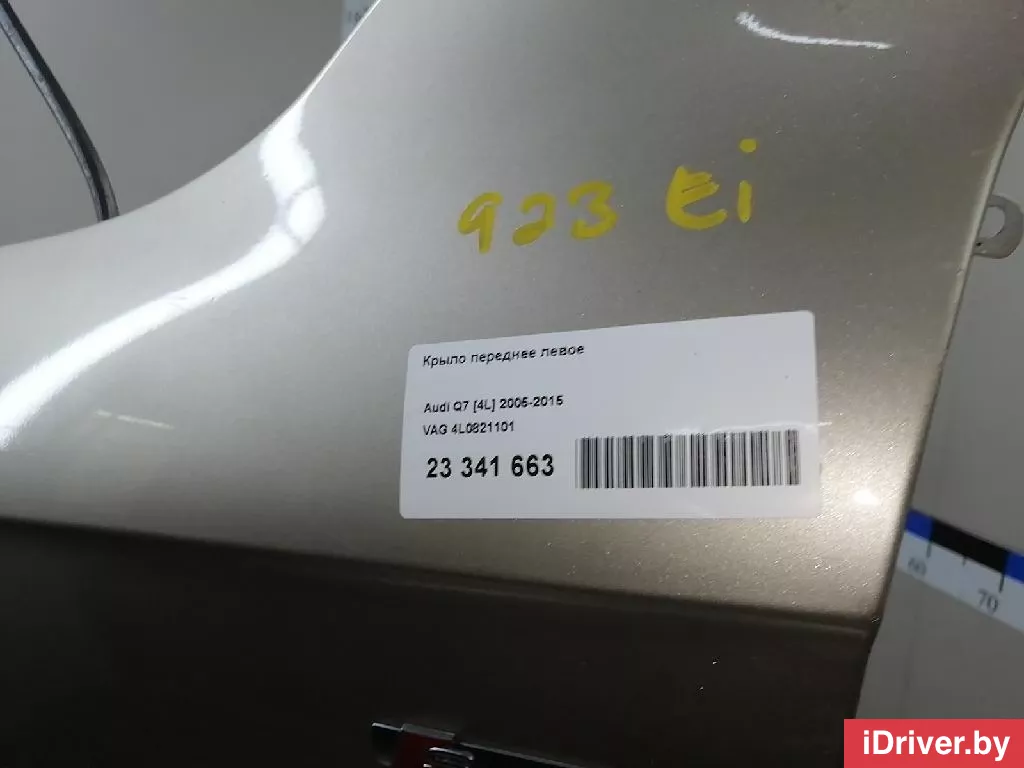 923 Ei
Крыло переднее левое
Audi Q7 [4L] 2005-2015
VAG 4L0821101
23 341 663
60
70
iDriver.by